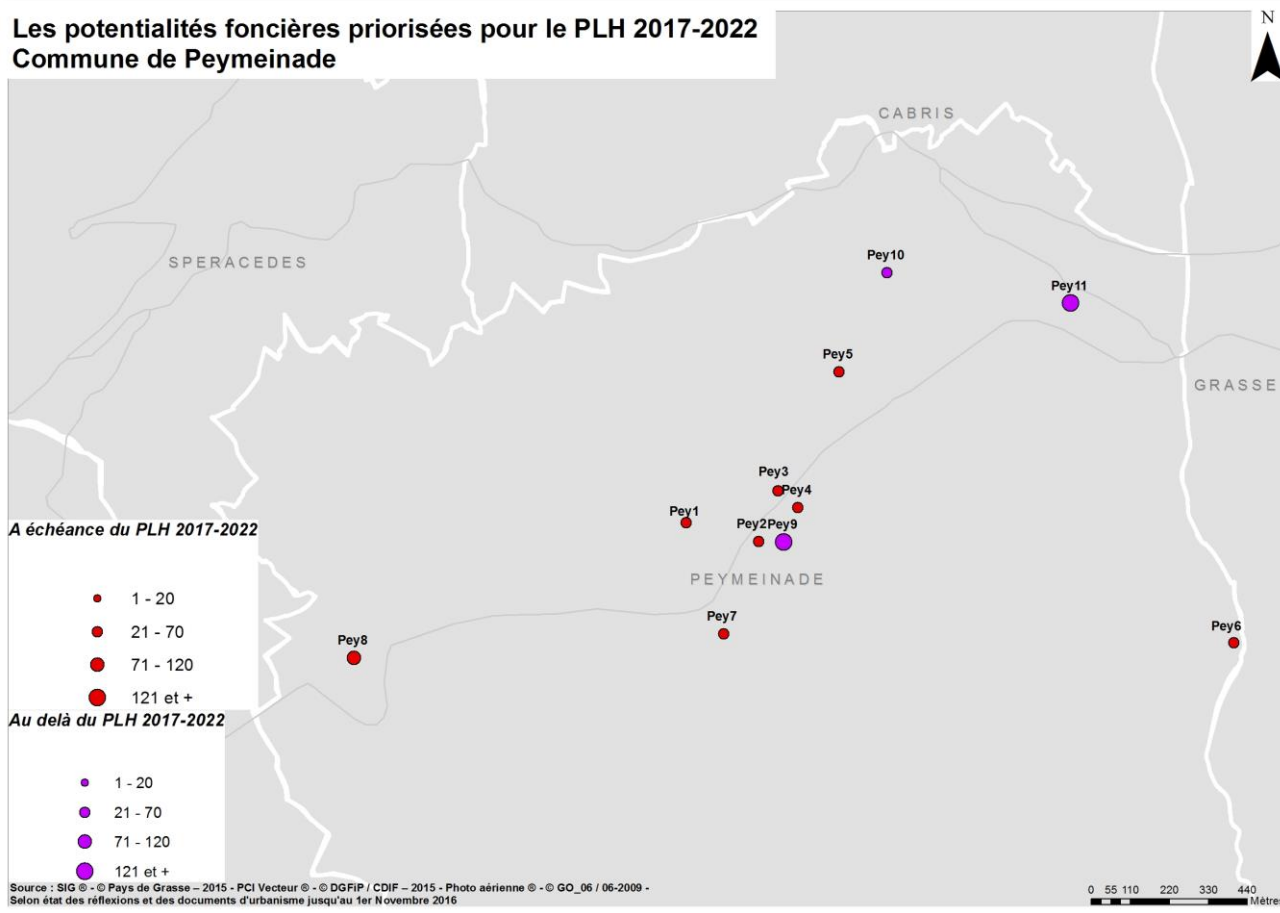 Les potentialités foncières priorisées pour le PLH 2017-2022
Commune de Peymeinade
N
CABRIS
SPERACEDES
Pey10
Pey11
Pey5
GRASSE
Pey3
Pey4
Pey1
Pey2
Pey9
PEYMEINADE
Pey7
Pey6
Pey8
A échéance du PLH 2017-2022
1 - 20
21 - 70
71 - 120
121 et +
Au delà du PLH 2017-2022
1 - 20
21 - 70
71 - 120
121 et +
Source : SIG ® - © Pays de Grasse – 2015 - PCI Vecteur ® - © DGFiP / CDIF – 2015 - Photo aérienne ® - © GO_06 / 06-2009 -
Selon état des réflexions et des documents d'urbanisme jusqu'au 1er Novembre 2016
0 55 110 220 330 440
Mètres